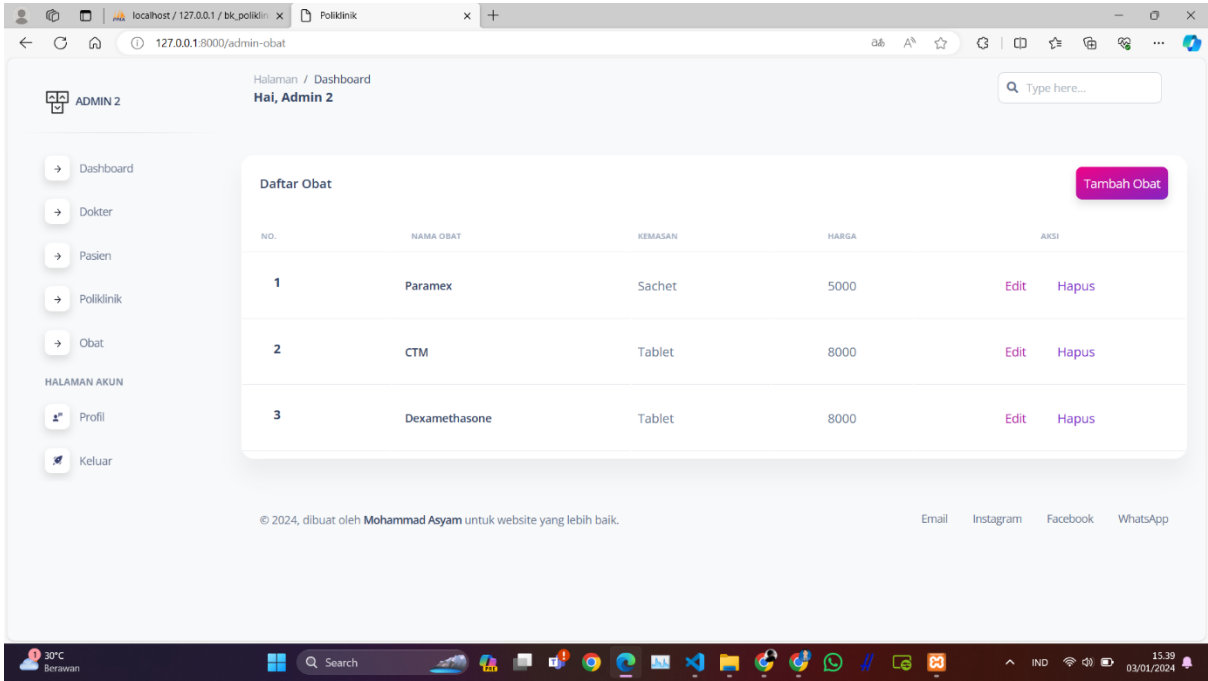 localhost / 127.0.0.1 / bk_poliklin
Poliklinik
127.0.0.1:8000/admin-obat
ADMIN 2
Halaman / Dashboard
Hai, Admin 2
Type here...
Dashboard
Dokter
Pasien
Poliklinik
Obat
HALAMAN AKUN
Profil
Keluar
Daftar Obat
Tambah Obat
NO. NAMA OBAT KEMASAN HARGA AKSI
1 Paramex Sachet 5000 Edit Hapus
2 CTM Tablet 8000 Edit Hapus
3 Dexamethasone Tablet 8000 Edit Hapus
© 2024, dibuat oleh Mohammad Asyam untuk website yang lebih baik.
Email Instagram Facebook WhatsApp
1 30°C
Berawan
Search
IND
15.39
03/01/2024